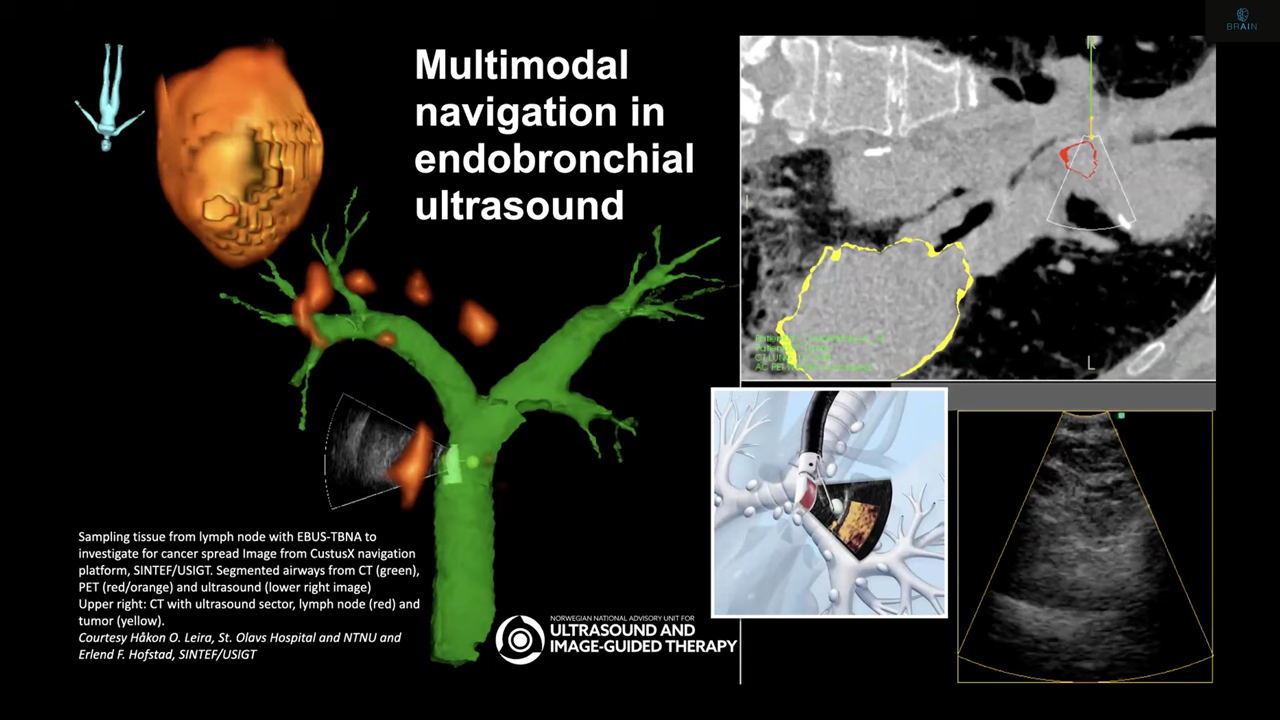 BRAIN
Multimodal
navigation in
endobronchial
ultrasound
Sampling tissue from lymph node with EBUS-TBNA to
investigate for cancer spread Image from CustusX navigation
platform, SINTEF/USIGT. Segmented airways from CT (green),
PET (red/orange) and ultrasound (lower right image)
Upper right: CT with ultrasound sector, lymph node (red) and
tumor (yellow).
Courtesy Håkon O. Leira, St. Olavs Hospital and NTNU and
Erlend F. Hofstad, SINTEF/USIGT
NORWEGIAN NATIONAL ADVISORY UNIT FOR
ULTRASOUND AND
IMAGE-GUIDED THERAPY
L